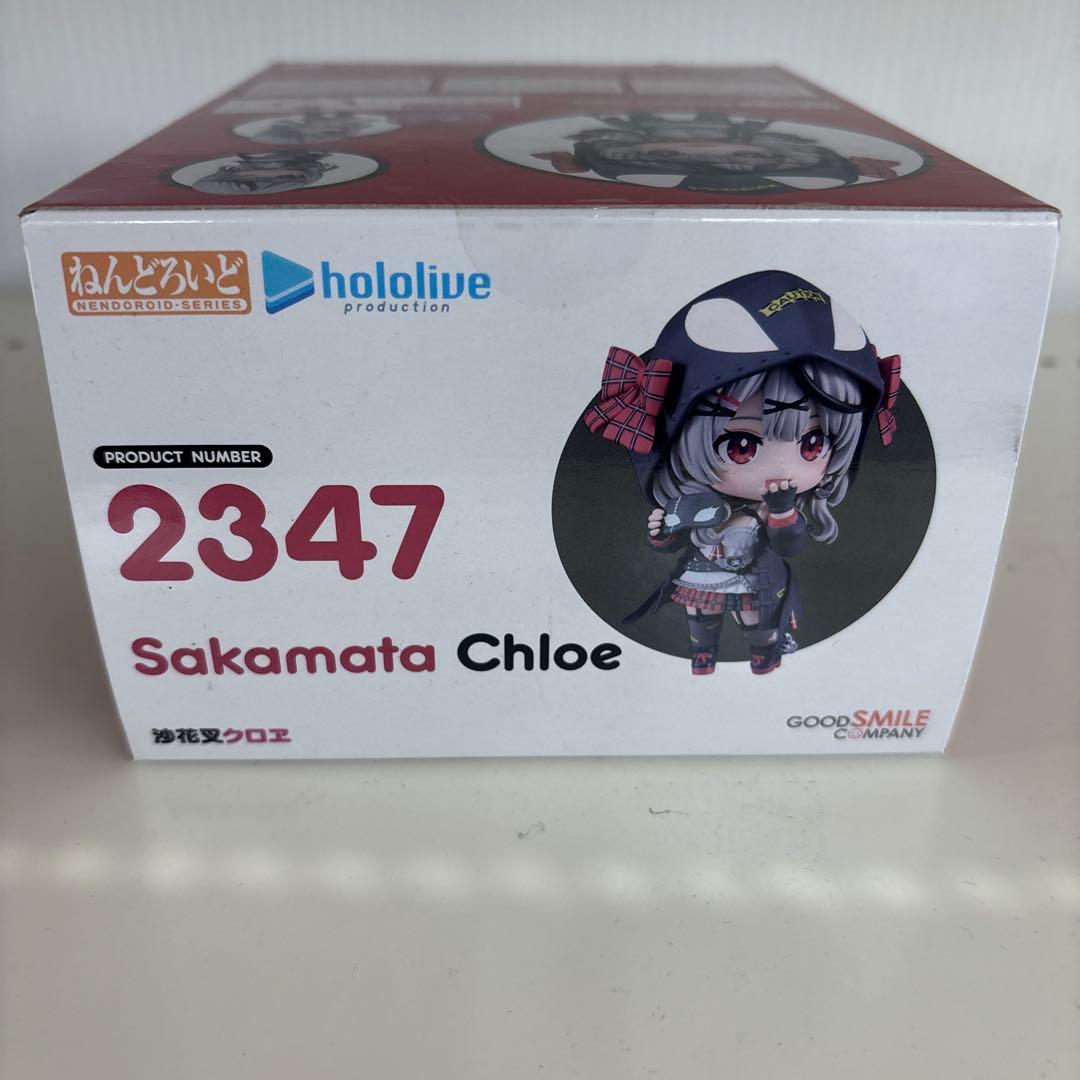 ねんどろいど
NENDOROID-SERIES
hololive
production
CAUTION
PRODUCT NUMBER
2347
Sakamata Chloe
沙花叉クロヱ
GOOD SMILE
COMPANY